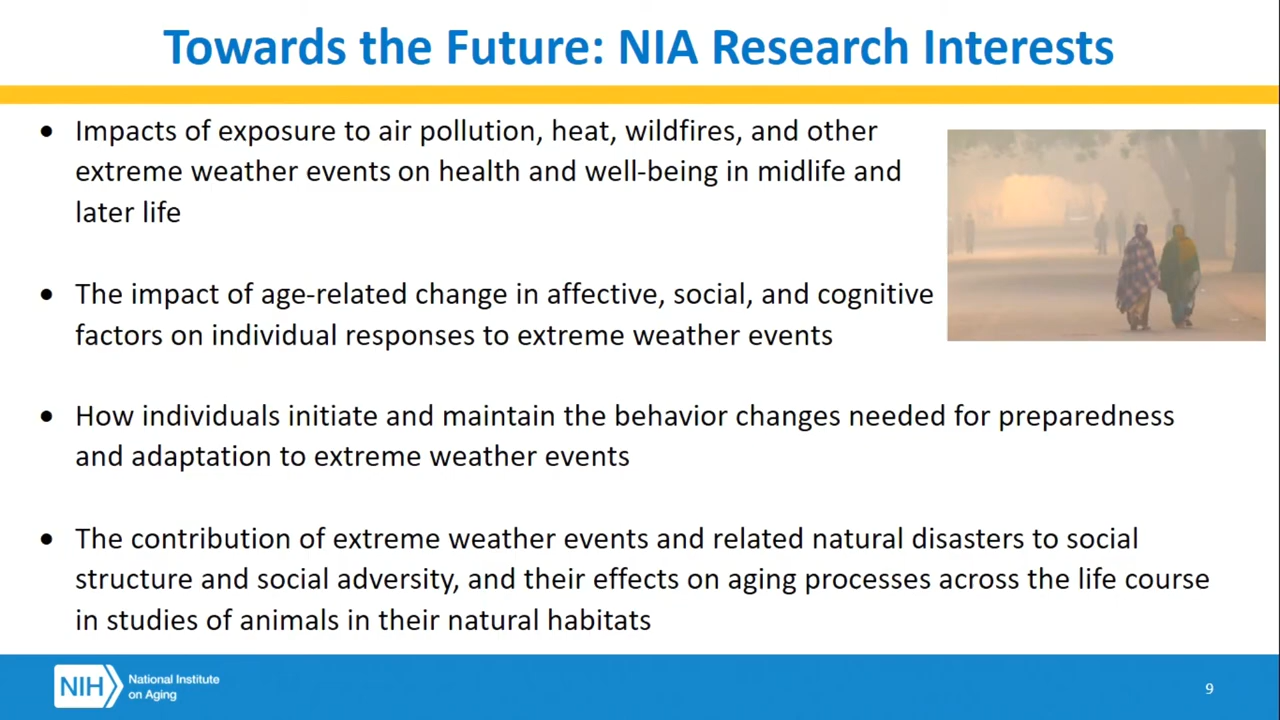 Towards the Future: NIA Research Interests
• Impacts of exposure to air pollution, heat, wildfires, and other
extreme weather events on health and well-being in midlife and
later life
• The impact of age-related change in affective, social, and cognitive
factors on individual responses to extreme weather events
• How individuals initiate and maintain the behavior changes needed for preparedness
and adaptation to extreme weather events
• The contribution of extreme weather events and related natural disasters to social
structure and social adversity, and their effects on aging processes across the life course
in studies of animals in their natural habitats
NIH
National Institute
on Aging
9